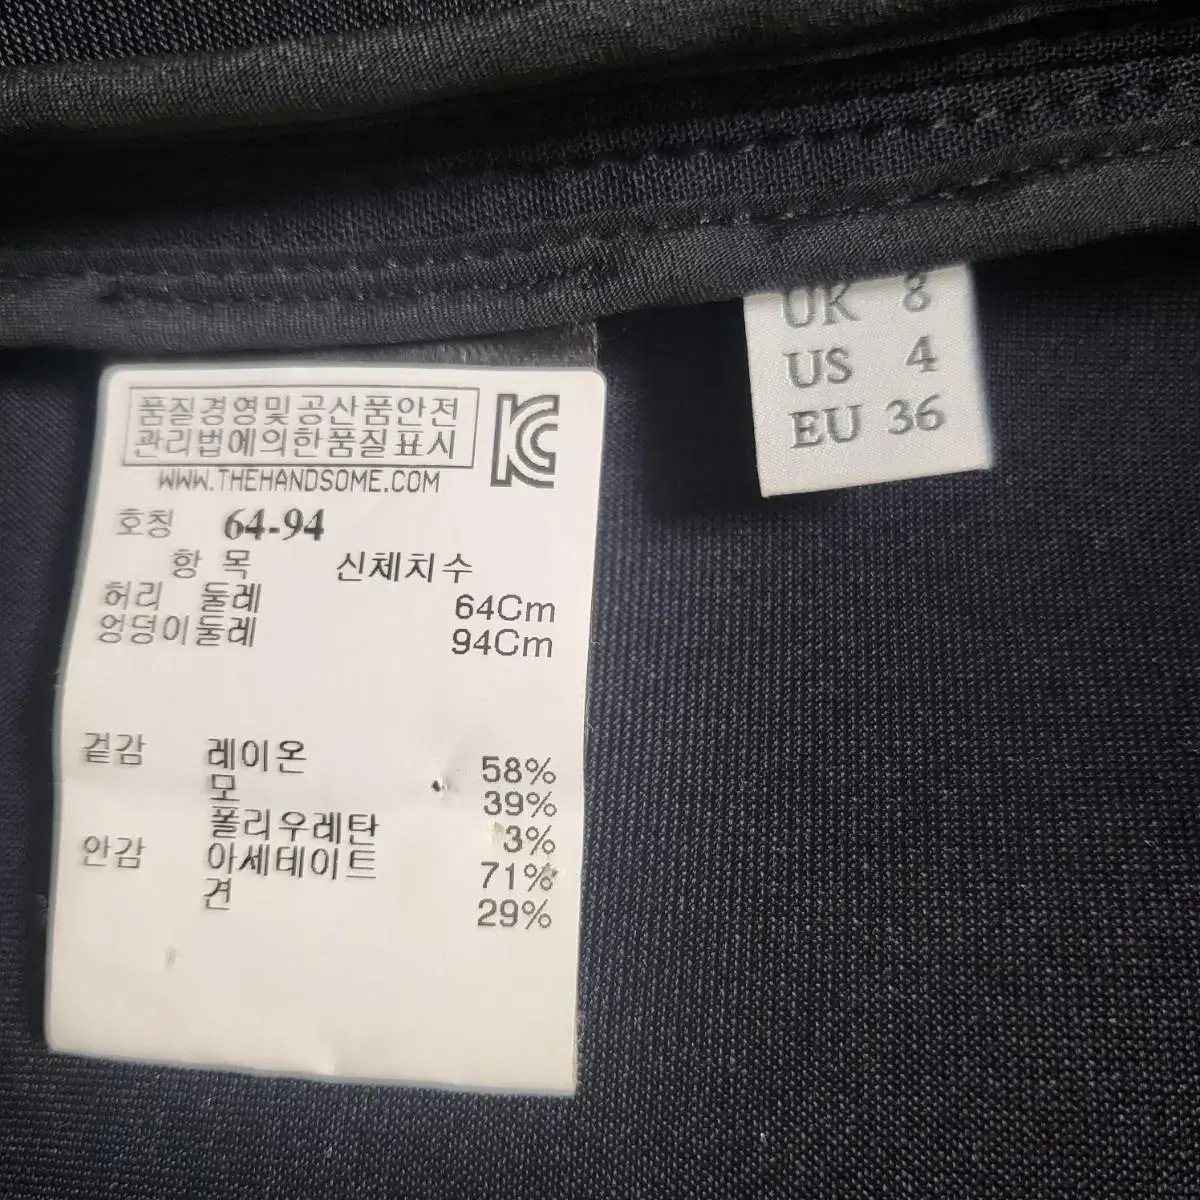 품질경영및공산품안전
관리법에의한품질표시
KC
WWW.THEHANDSOME.COM
호칭 64-94
항 목 신체치수
허리 둘레 64Cm
엉덩이둘레 94Cm
겉감 레이온 58%
모 39%
폴리우레탄 3%
안감 아세테이트 71%
견 29%
UK 8
US 4
EU 36